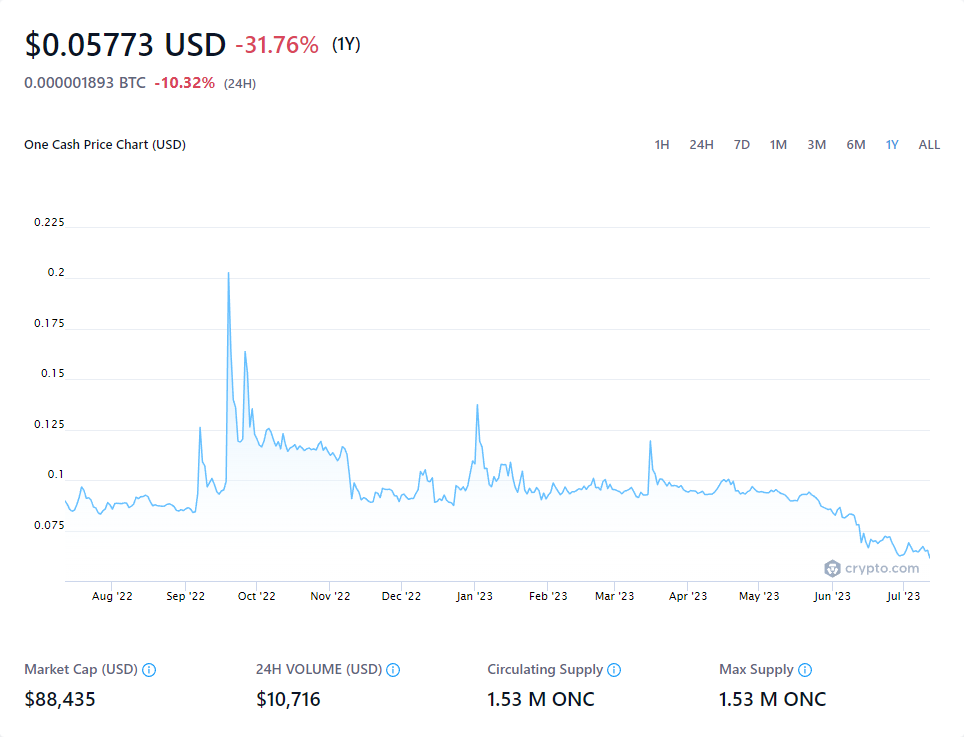 $0.05773 USD -31.76% (1Y)
0.000001893 BTC -10.32% (24H)
One Cash Price Chart (USD) 1H 24H 7D 1M 3M 6M 1Y ALL
0.225
0.2
0.175
0.15
0.125
0.1
0.075
crypto.com
Aug '22 Sep '22 Oct '22 Nov '22 Dec '22 Jan '23 Feb '23 Mar '23 Apr '23 May '23 Jun '23 Jul '23
Market Cap (USD) 24H VOLUME (USD) Circulating Supply Max Supply
$88,435 $10,716 1.53 M ONC 1.53 M ONC